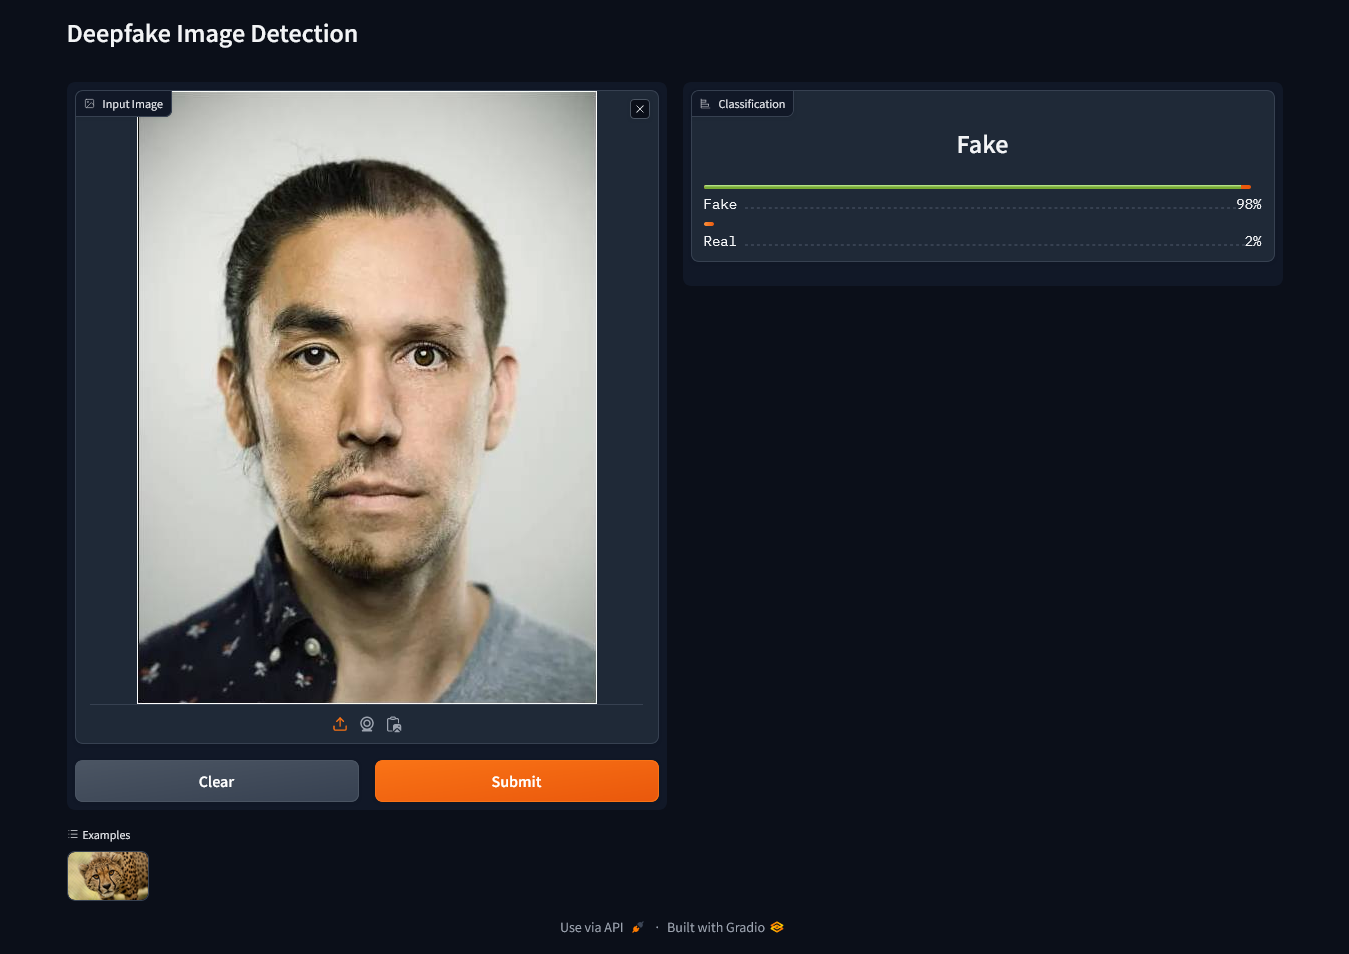 Deepfake Image Detection
Input Image
Classification
Fake
Fake 98%
Real 2%
Clear
Submit
Examples
Use via API · Built with Gradio